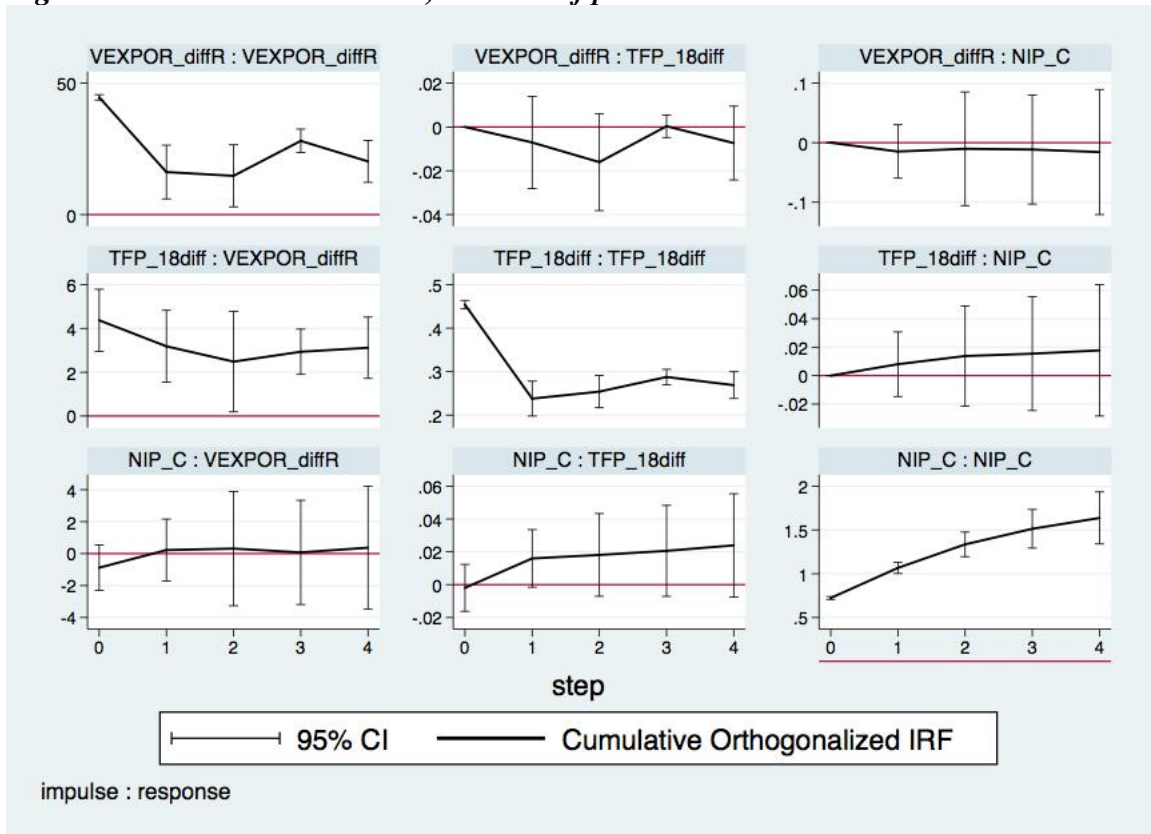 VEXPOR_diffR : VEXPOR_diffR
VEXPOR_diffR : TFP_18diff
VEXPOR_diffR : NIP_C
50
0
.02
0
-.02
-.04
.1
0
-.1
TFP_18diff : VEXPOR_diffR
TFP_18diff : TFP_18diff
TFP_18diff : NIP_C
6
4
2
0
.5
.4
.3
.2
.06
.04
.02
0
-.02
NIP_C : VEXPOR_diffR
NIP_C : TFP_18diff
NIP_C : NIP_C
4
2
0
-2
-4
.06
.04
.02
0
-.02
2
1.5
1
.5
0 1 2 3 4
0 1 2 3 4
0 1 2 3 4
step
95% CI
Cumulative Orthogonalized IRF
impulse : response